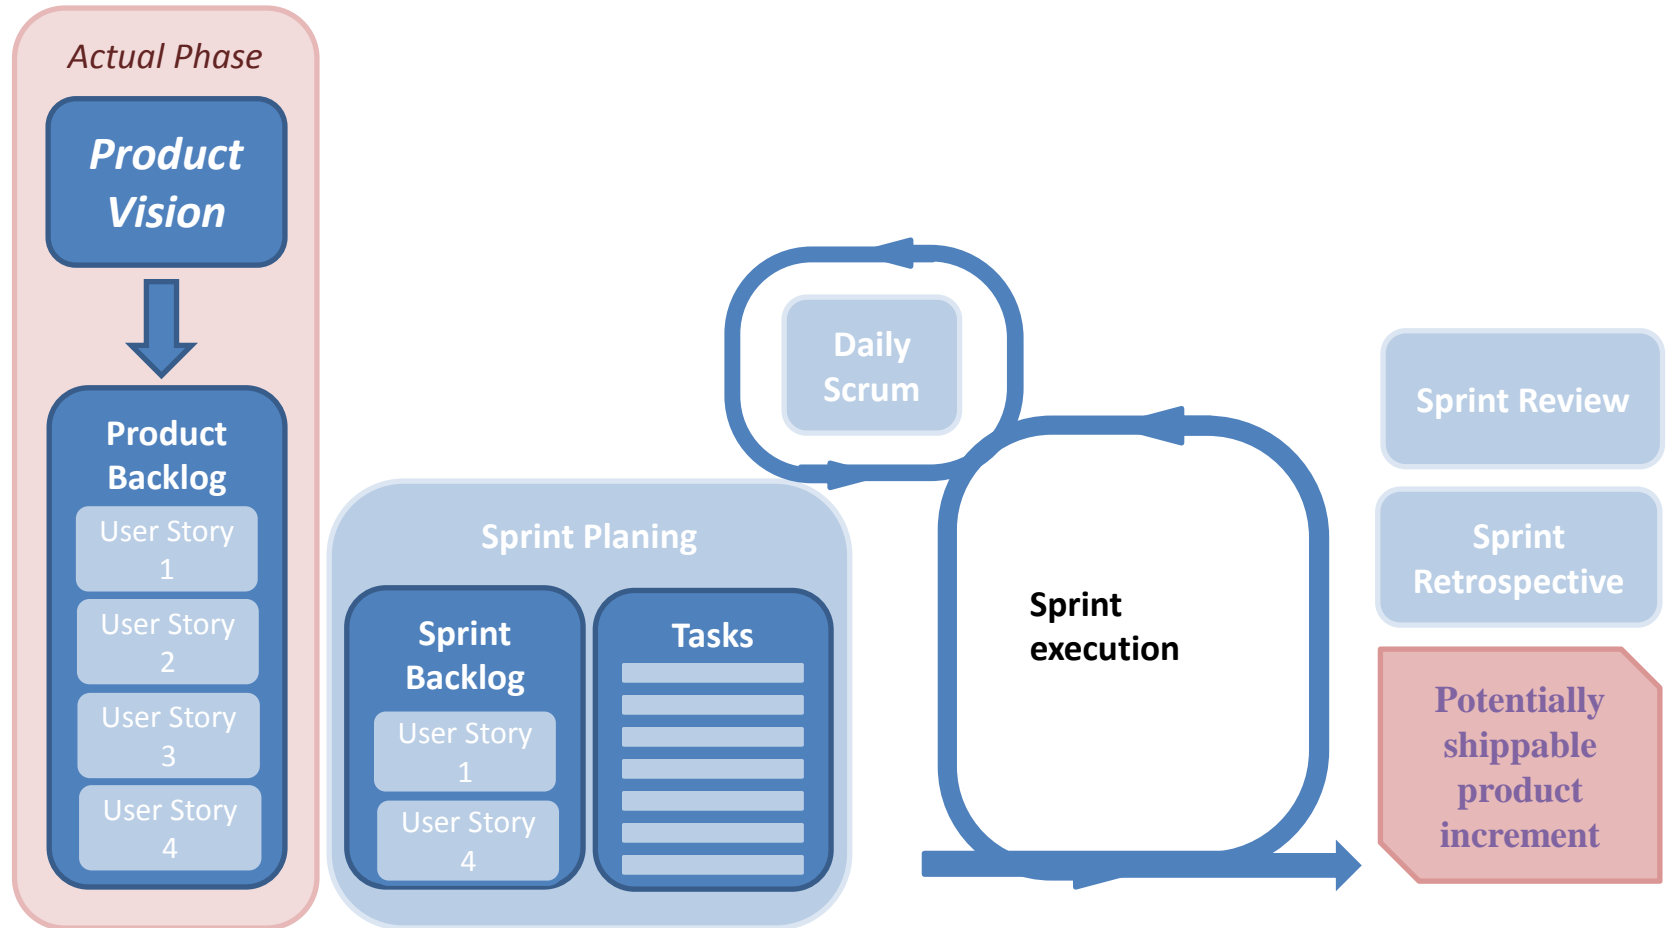 Actual Phase
Product
Vision
Product
Backlog
User Story
1
User Story
2
User Story
3
User Story
4
Sprint Planing
Sprint
Backlog
User Story
1
User Story
4
Tasks
Daily
Scrum
Sprint
execution
Sprint Review
Sprint
Retrospective
Potentially
shippable
product
increment